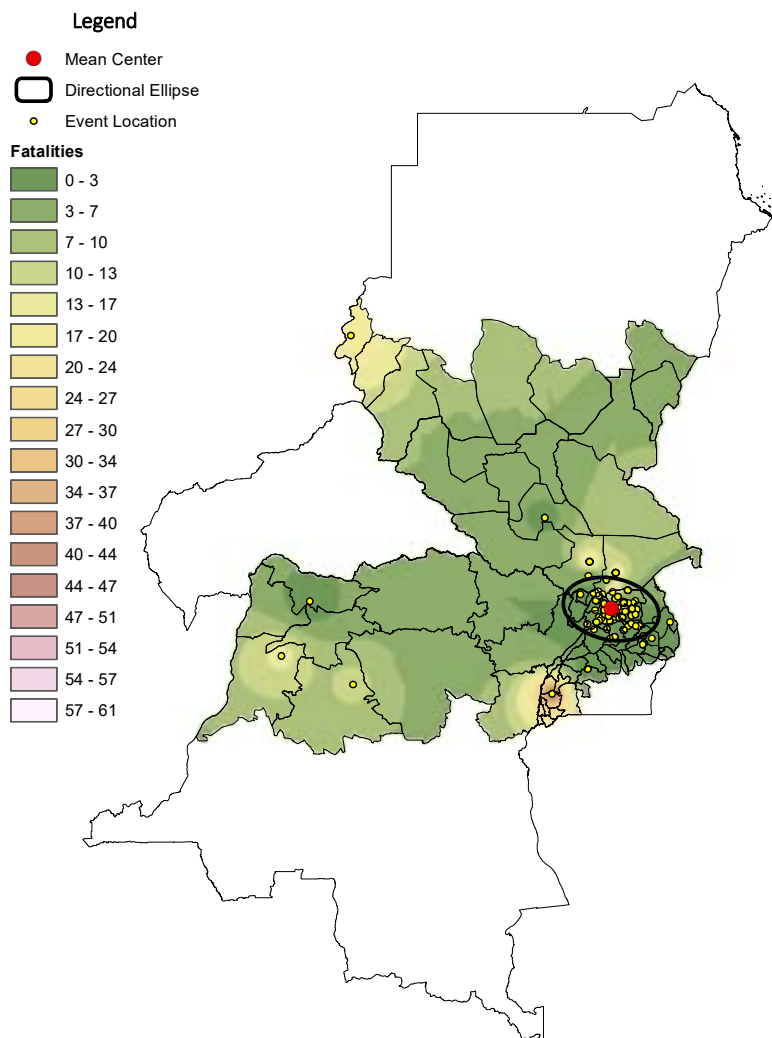 Legend
Mean Center
Directional Ellipse
Event Location
Fatalities
0 - 3
3 - 7
7 - 10
10 - 13
13 - 17
17 - 20
20 - 24
24 - 27
27 - 30
30 - 34
34 - 37
37 - 40
40 - 44
44 - 47
47 - 51
51 - 54
54 - 57
57 - 61